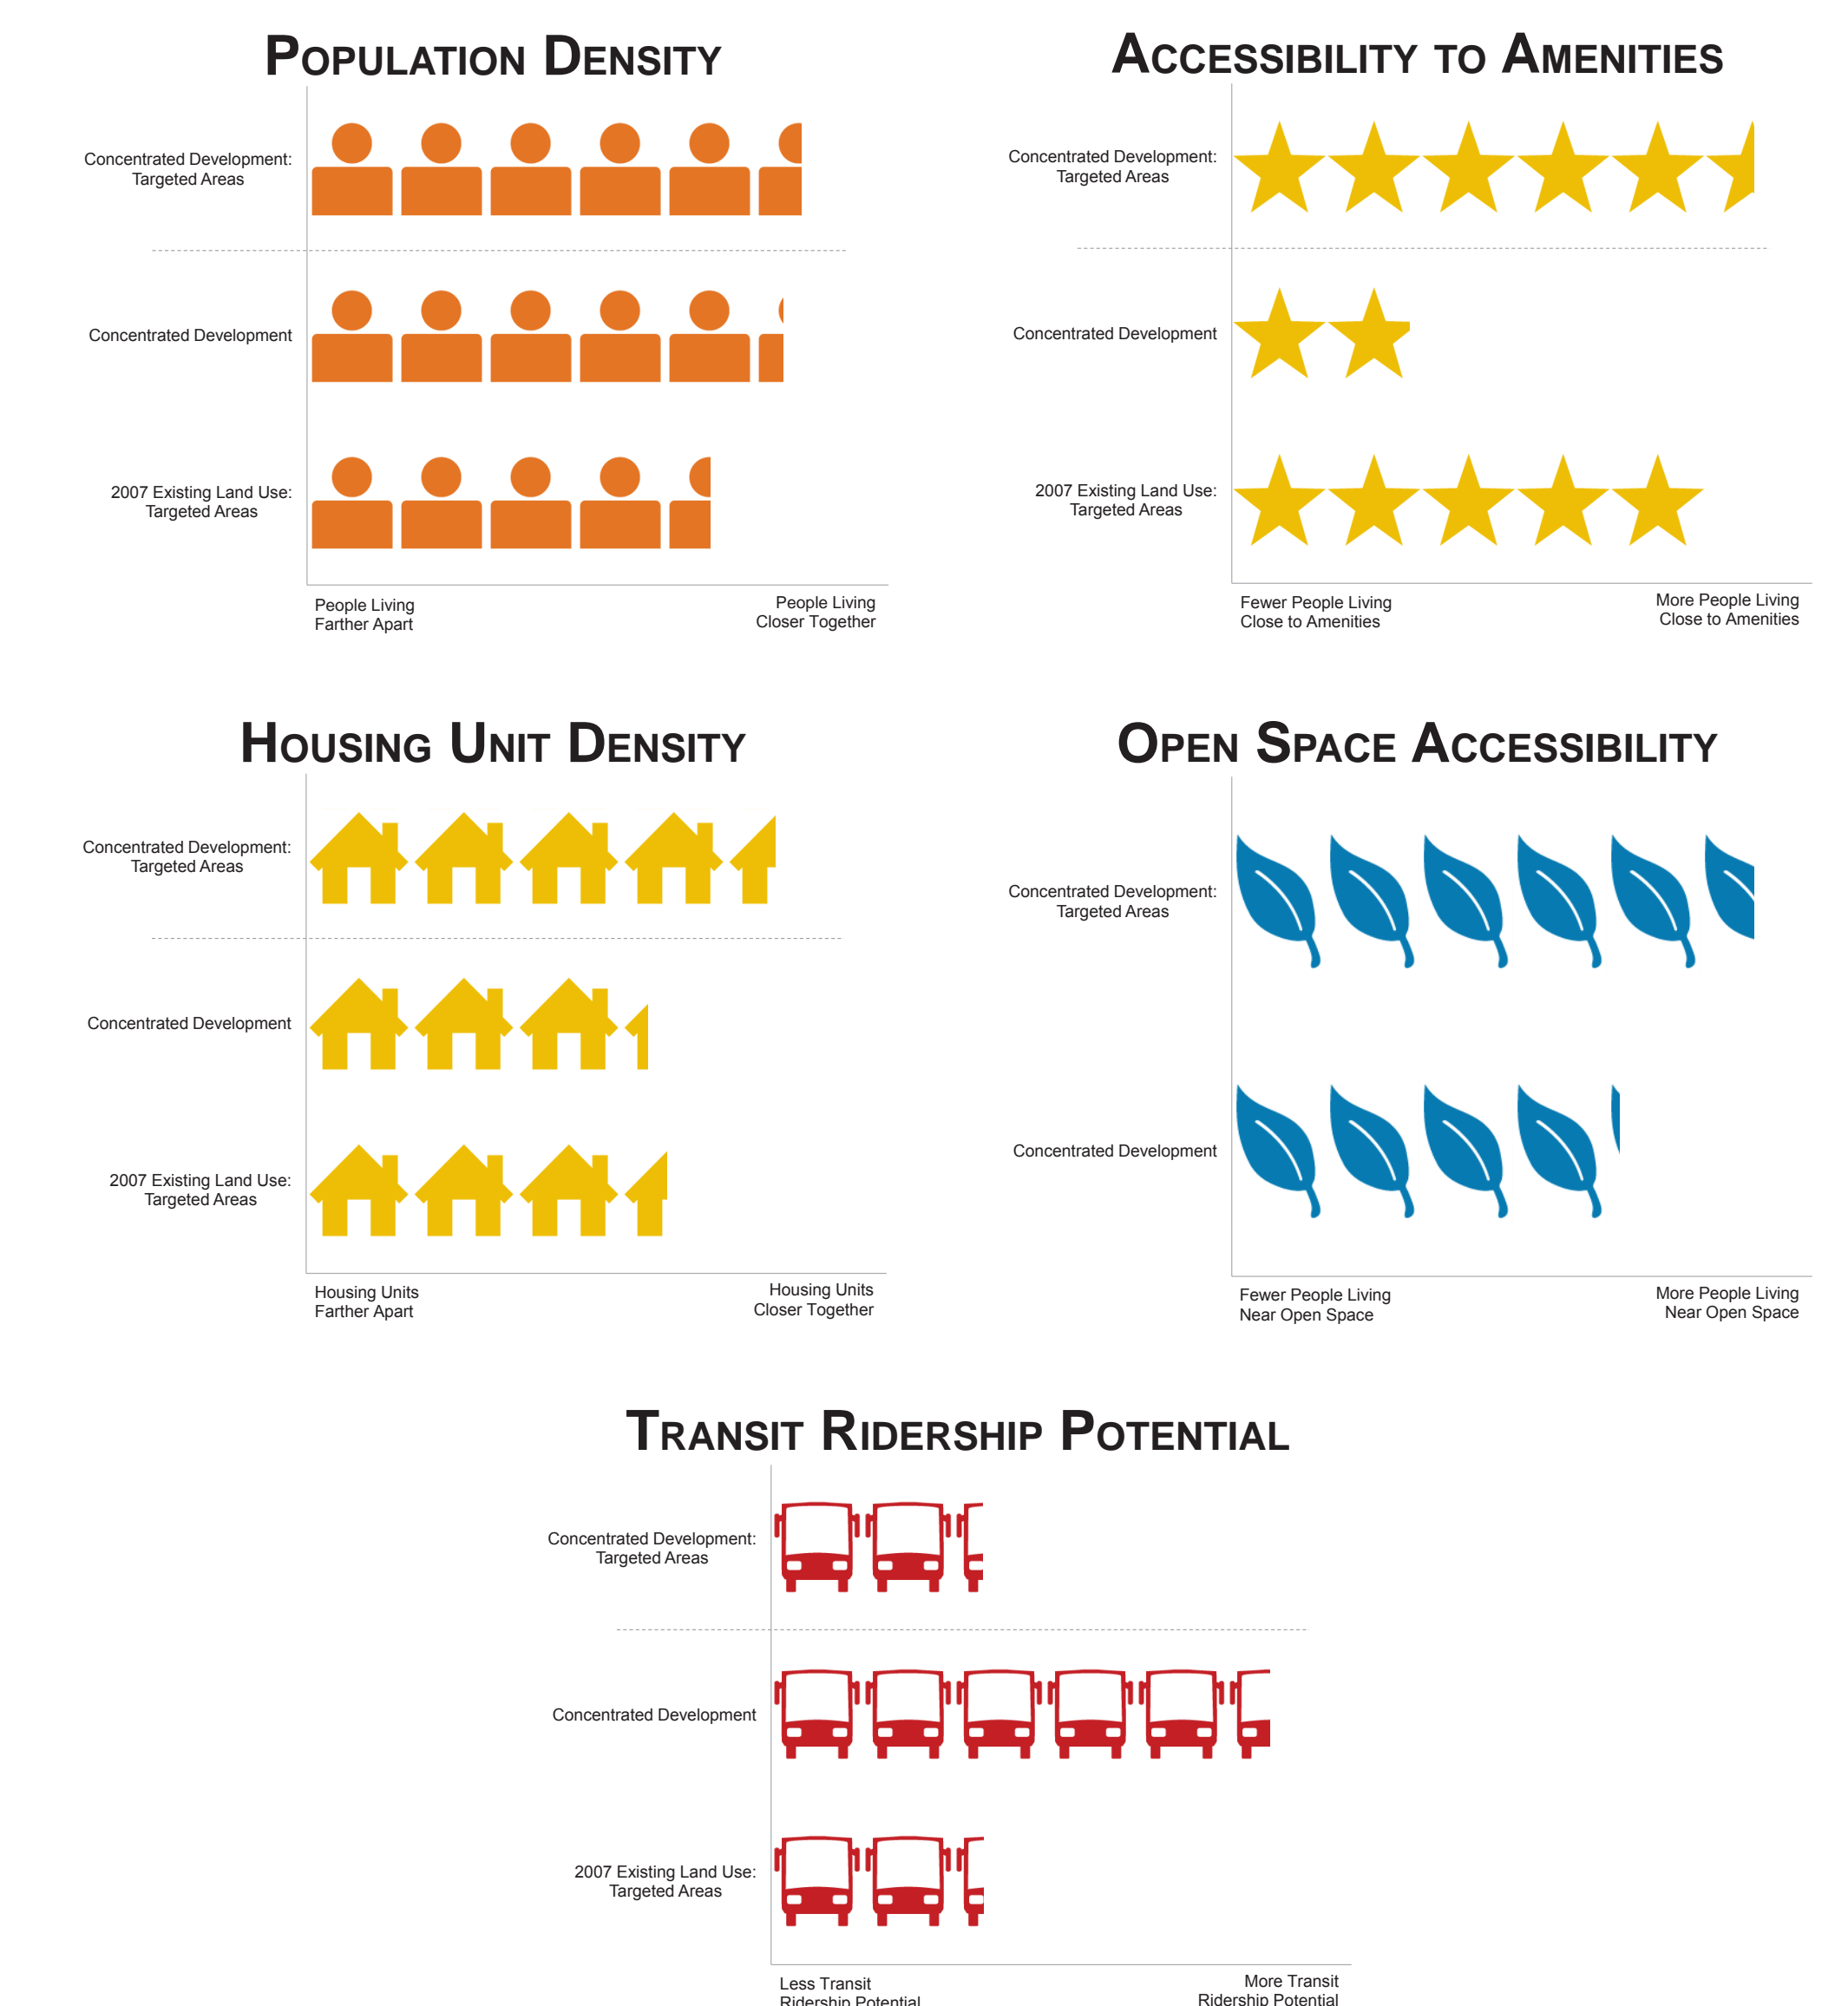 Population Density
Concentrated Development:
Targeted Areas
Concentrated Development
2007 Existing Land Use:
Targeted Areas
People Living
Farther Apart
People Living
Closer Together
Accessibility to Amenities
Concentrated Development:
Targeted Areas
Concentrated Development
2007 Existing Land Use:
Targeted Areas
Fewer People Living
Close to Amenities
More People Living
Close to Amenities
Housing Unit Density
Concentrated Development:
Targeted Areas
Concentrated Development
2007 Existing Land Use:
Targeted Areas
Housing Units
Farther Apart
Housing Units
Closer Together
Open Space Accessibility
Concentrated Development:
Targeted Areas
Concentrated Development
Fewer People Living
Near Open Space
More People Living
Near Open Space
Transit Ridership Potential
Concentrated Development:
Targeted Areas
Concentrated Development
2007 Existing Land Use:
Targeted Areas
Less Transit
Ridership Potential
More Transit
Ridership Potential